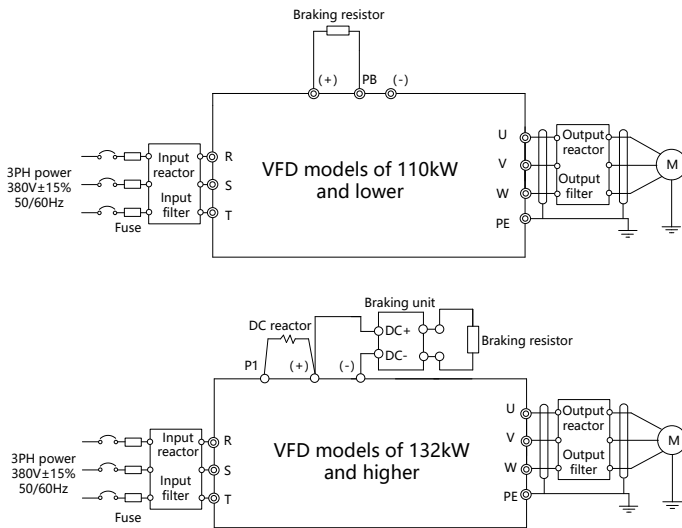 Braking resistor
(+)
PB
(-)
3PH power
380V±15%
50/60Hz
Fuse
Input
reactor
Input
filter
R
S
T
VFD models of 110kW
and lower
U
V
W
PE
Output
reactor
Output
filter
M
Braking unit
DC reactor
DC+
DC-
Braking resistor
P1
(+)
(-)
3PH power
380V±15%
50/60Hz
Fuse
Input
reactor
Input
filter
R
S
T
VFD models of 132kW
and higher
U
V
W
PE
Output
reactor
Output
filter
M